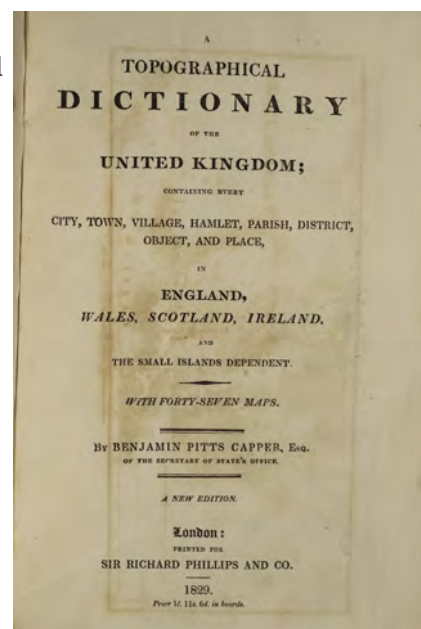 A
TOPOGRAPHICAL
DICTIONARY
OF THE
UNITED KINGDOM;
CONTAINING EVERY
CITY, TOWN, VILLAGE, HAMLET, PARISH, DISTRICT,
OBJECT, AND PLACE,
IN
ENGLAND,
WALES, SCOTLAND, IRELAND,
AND
THE SMALL ISLANDS DEPENDENT.
WITH FORTY-SEVEN MAPS.
By BENJAMIN PITTS CAPPER, Esq.
OF THE SECRETARY OF STATE'S OFFICE.
A NEW EDITION.
London:
PRINTED FOR
SIR RICHARD PHILLIPS AND CO.
1829.
Price 1l. 11s. 6d. in boards.